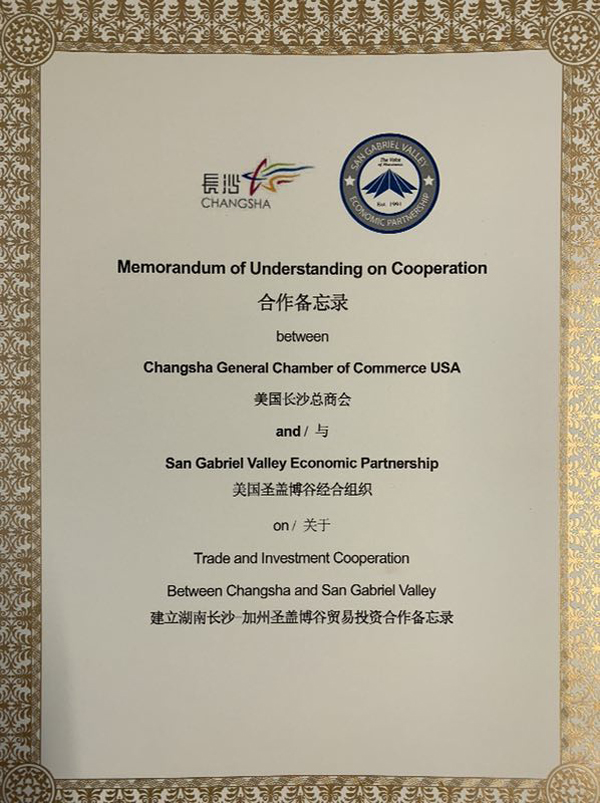 長沙
CHANGSHA
SAN GABRIEL VALLEY
The Voice
of Business
Est. 1991
ECONOMIC PARTNERSHIP
Memorandum of Understanding on Cooperation
合作备忘录
between
Changsha General Chamber of Commerce USA
美国长沙总商会
and / 与
San Gabriel Valley Economic Partnership
美国圣盖博谷经合组织
on / 关于
Trade and Investment Cooperation
Between Changsha and San Gabriel Valley
建立湖南长沙-加州圣盖博谷贸易投资合作备忘录